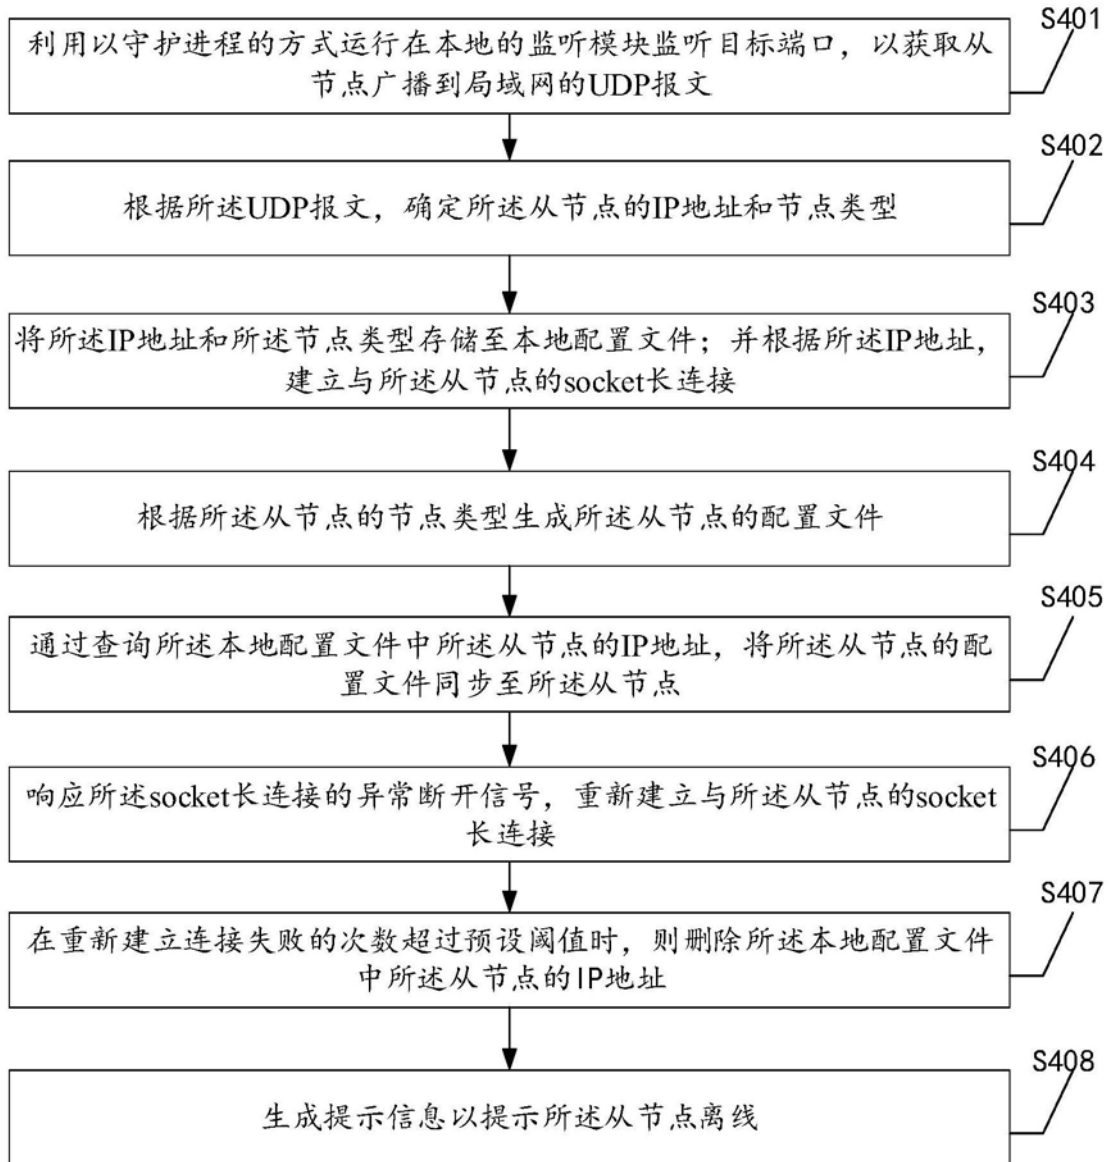 S401
利用以守护进程的方式运行在本地的监听模块监听目标端口，以获取从
节点广播到局域网的UDP报文
S402
根据所述UDP报文，确定所述从节点的IP地址和节点类型
S403
将所述IP地址和所述节点类型存储至本地配置文件；并根据所述IP地址，
建立与所述从节点的socket长连接
S404
根据所述从节点的节点类型生成所述从节点的配置文件
S405
通过查询所述本地配置文件中所述从节点的IP地址，将所述从节点的配
置文件同步至所述从节点
S406
响应所述socket长连接的异常断开信号，重新建立与所述从节点的socket
长连接
S407
在重新建立连接失败的次数超过预设阈值时，则删除所述本地配置文件
中所述从节点的IP地址
S408
生成提示信息以提示所述从节点离线